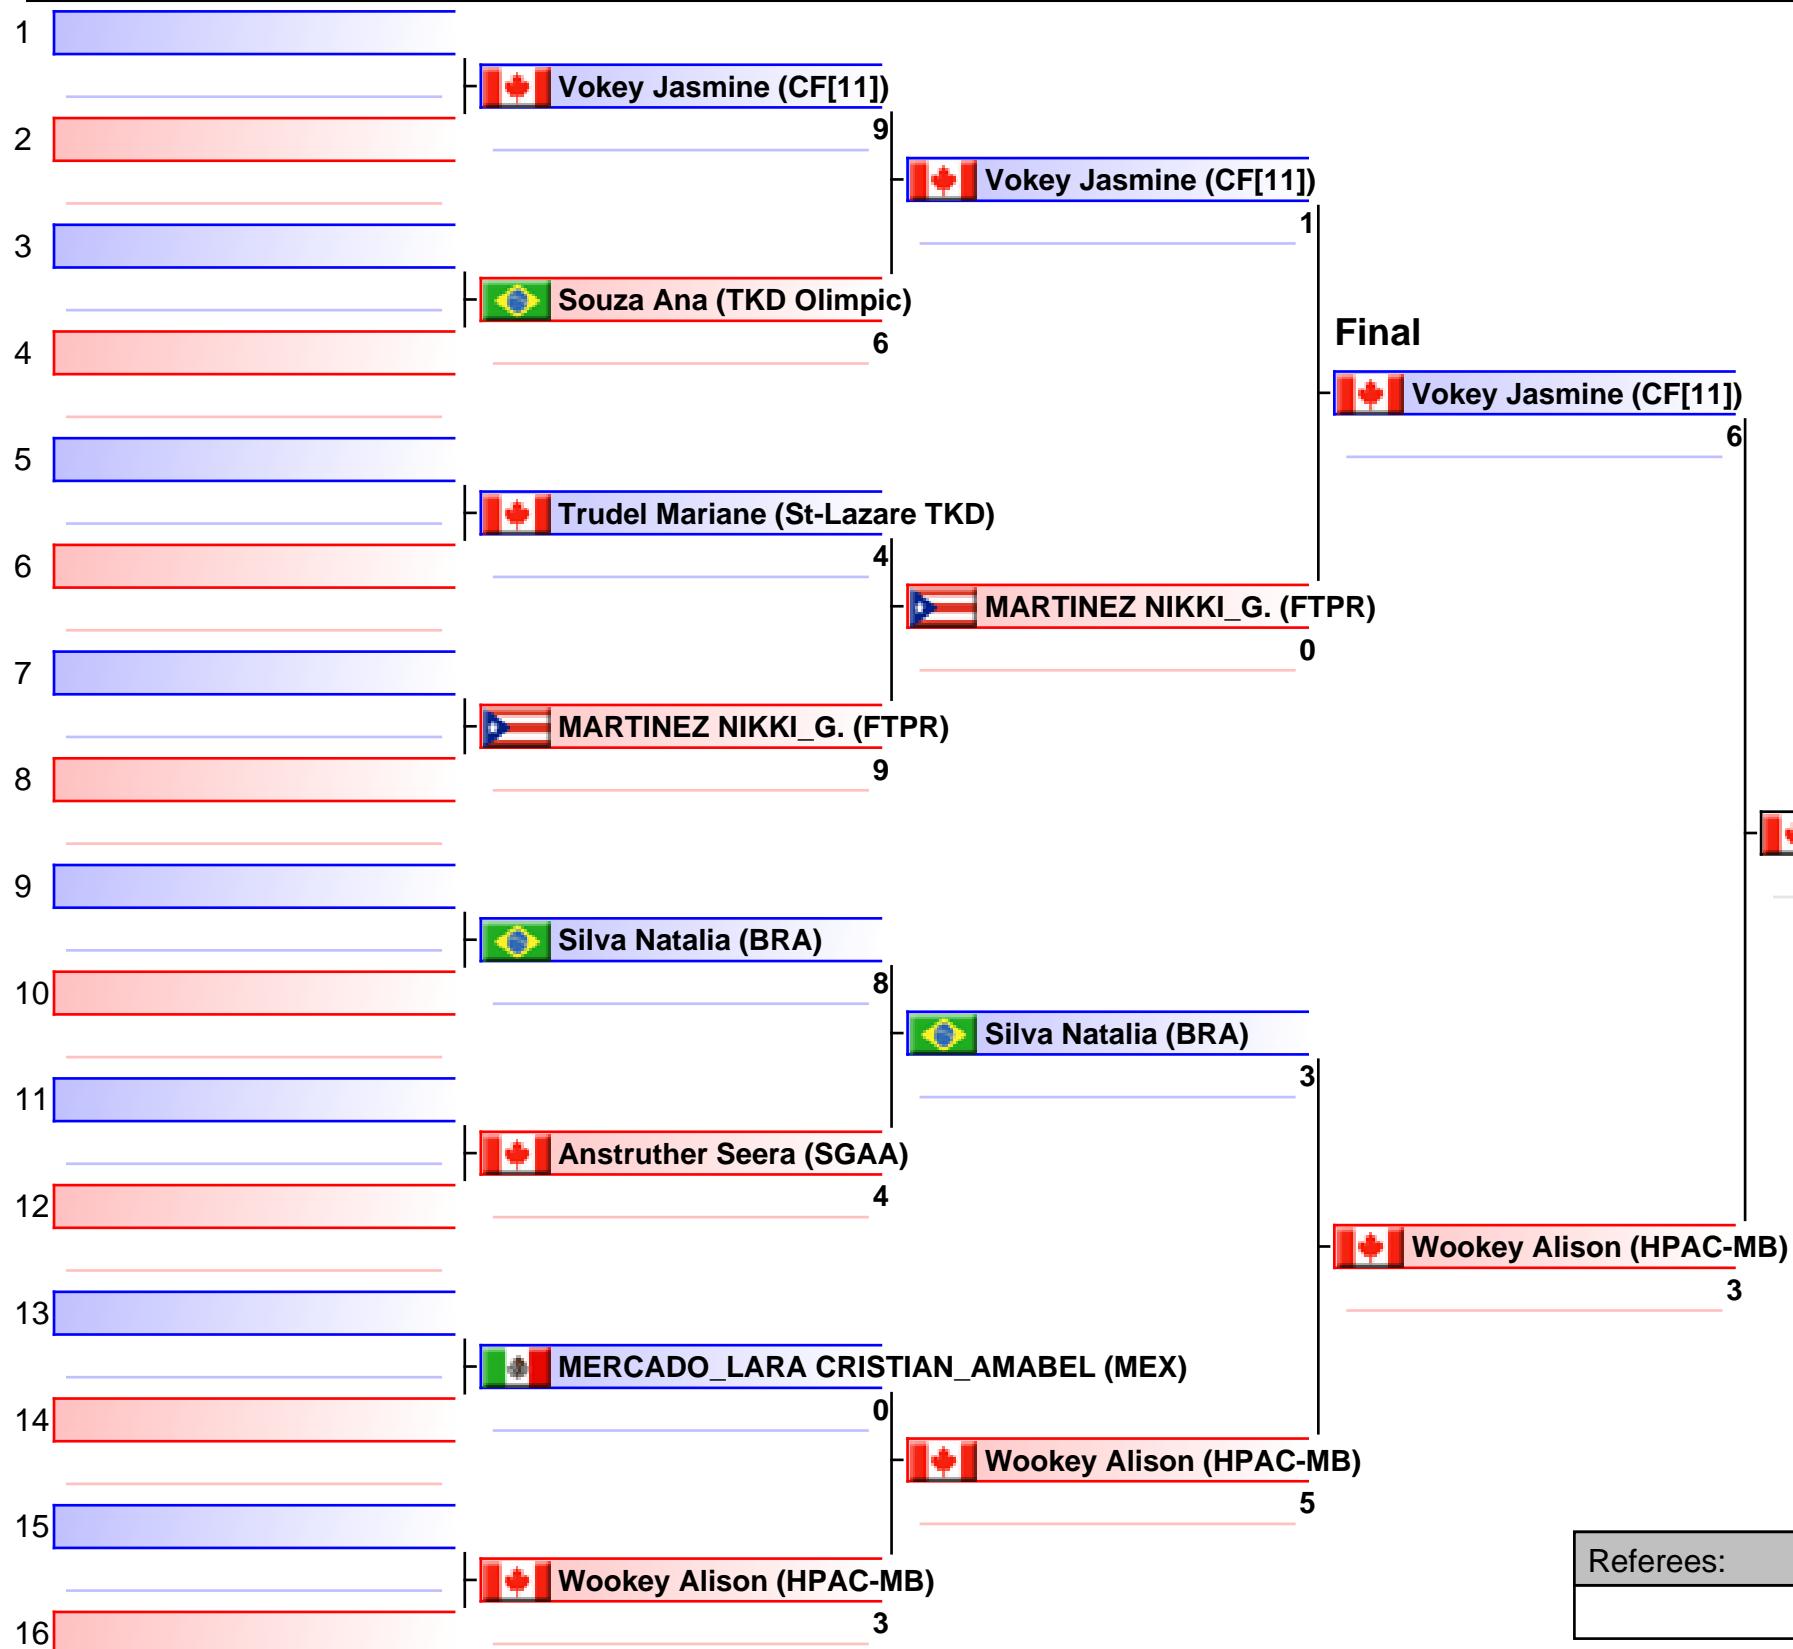 1
Vokey Jasmine (CF[11])
2
9
Vokey Jasmine (CF[11])
1
3
Souza Ana (TKD Olimpic)
Final
6
4
Vokey Jasmine (CF[11])
6
5
Trudel Mariane (St-Lazare TKD)
4
6
MARTINEZ NIKKI_G. (FTPR)
0
7
MARTINEZ NIKKI_G. (FTPR)
9
8
9
Silva Natalia (BRA)
8
10
Silva Natalia (BRA)
3
11
Anstruther Seera (SGAA)
4
12
Wookey Alison (HPAC-MB)
3
13
MERCADO_LARA CRISTIAN_AMABEL (MEX)
0
14
Wookey Alison (HPAC-MB)
5
15
Referees:
Wookey Alison (HPAC-MB)
3
16